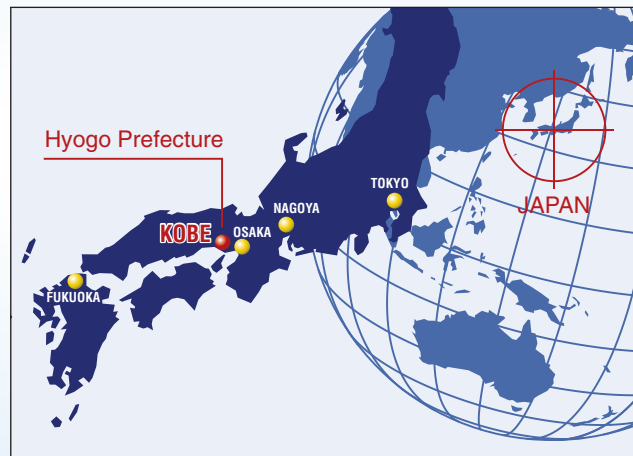 Hyogo Prefecture
JAPAN
TOKYO
NAGOYA
KOBE
OSAKA
FUKUOKA